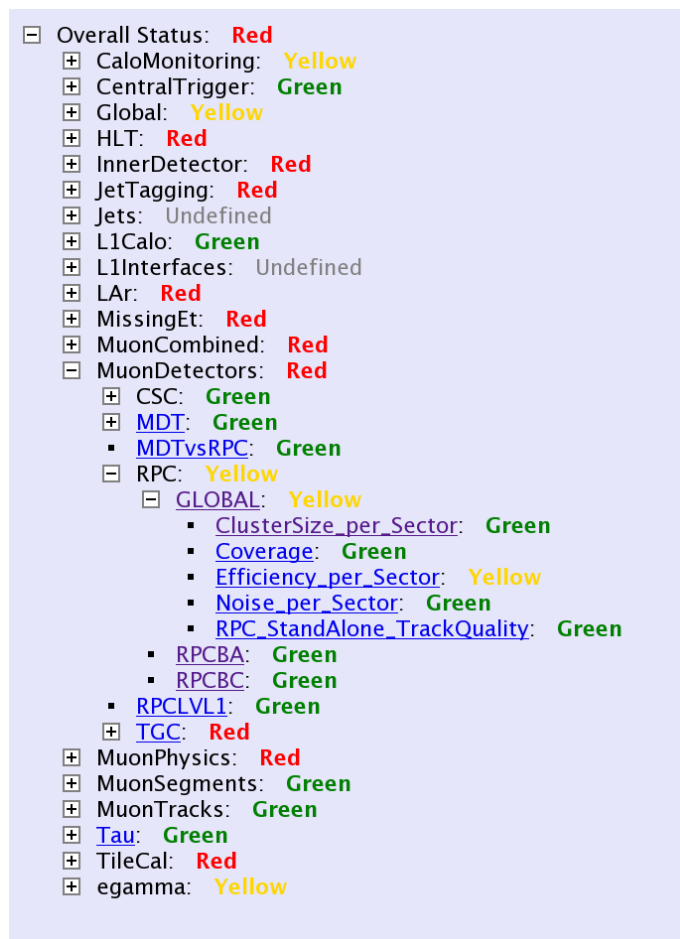 Overall Status: Red
CaloMonitoring: Yellow
CentralTrigger: Green
Global: Yellow
HLT: Red
InnerDetector: Red
JetTagging: Red
Jets: Undefined
L1Calo: Green
L1Interfaces: Undefined
LAr: Red
MissingEt: Red
MuonCombined: Red
MuonDetectors: Red
CSC: Green
MDT: Green
MDTvsRPC: Green
RPC: Yellow
GLOBAL: Yellow
ClusterSize_per_Sector: Green
Coverage: Green
Efficiency_per_Sector: Yellow
Noise_per_Sector: Green
RPC_StandAlone_TrackQuality: Green
RPCBA: Green
RPCBC: Green
RPCLVL1: Green
TGC: Red
MuonPhysics: Red
MuonSegments: Green
MuonTracks: Green
Tau: Green
TileCal: Red
egamma: Yellow